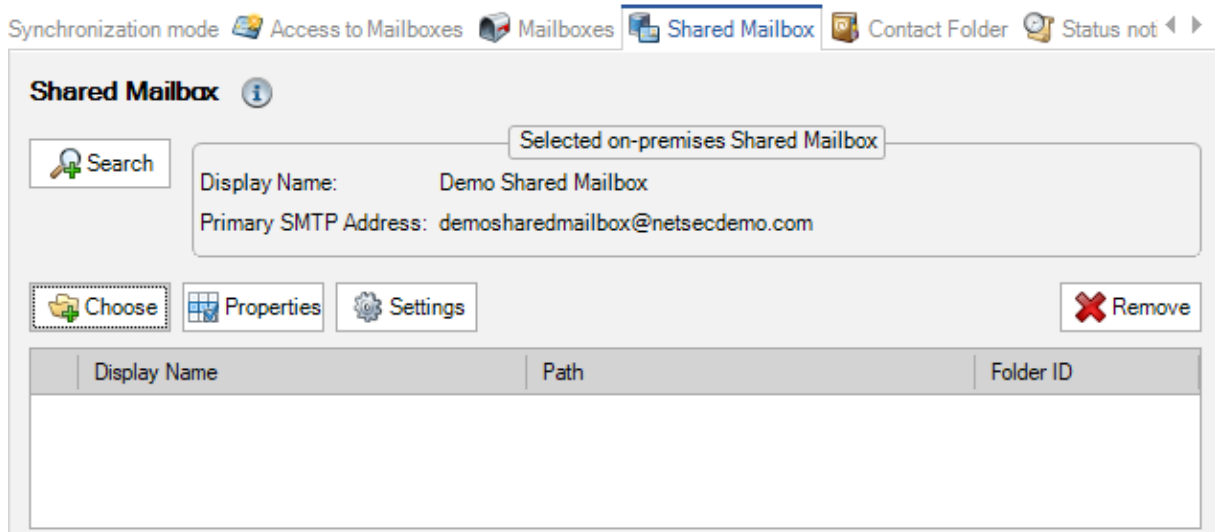 Synchronization mode Access to Mailboxes Mailboxes Shared Mailbox Contact Folder Status noti
Shared Mailbox
Search
Selected on-premises Shared Mailbox
Display Name: Demo Shared Mailbox
Primary SMTP Address: demosharedmailbox@netsecdemo.com
Choose Properties Settings Remove
Display Name Path Folder ID